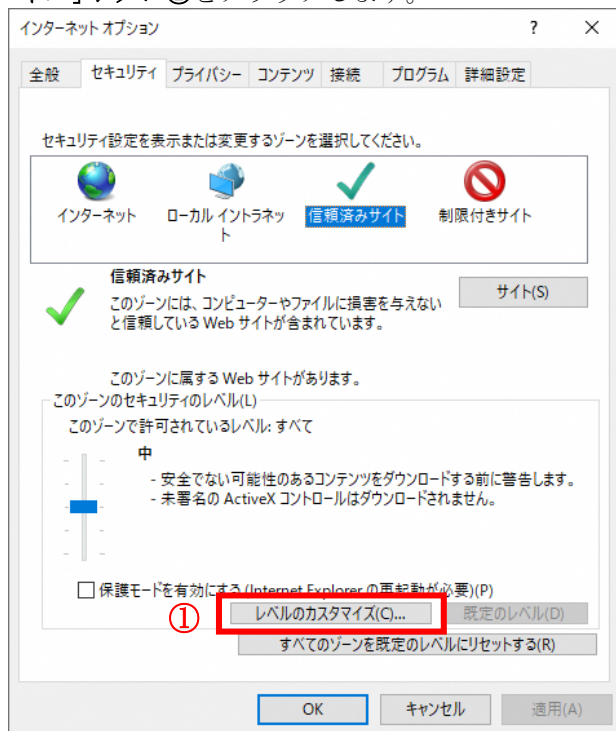 インターネット オプション
?
×
全般 セキュリティ プライバシー コンテンツ 接続 プログラム 詳細設定
セキュリティ設定を表示または変更するゾーンを選択してください。
インターネット ローカル イントラネッ 信頼済みサイト 制限付きサイト
ト
信頼済みサイト
このゾーンには、コンピューターやファイルに損害を与えない
と信頼している Web サイトが含まれています。
サイト(S)
このゾーンに属する Web サイトがあります。
このゾーンのセキュリティのレベル(L)
このゾーンで許可されているレベル: すべて
中
- 安全でない可能性のあるコンテンツをダウンロードする前に警告します。
- 未署名の ActiveX コントロールはダウンロードされません。
保護モードを有効にする (Internet Explorer の再起動が必要)(P)
① レベルのカスタマイズ(C)... 既定のレベル(D)
すべてのゾーンを既定のレベルにリセットする(R)
OK キャンセル 適用(A)